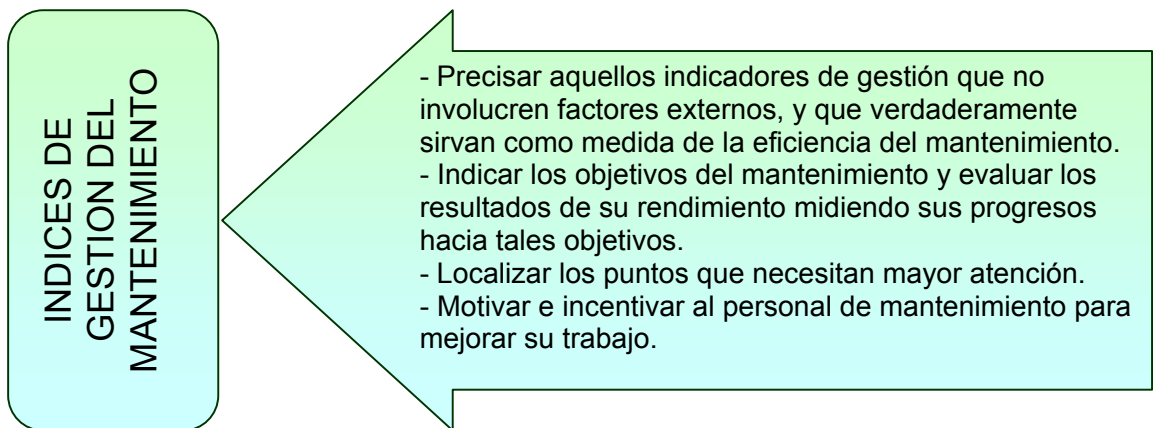 INDICES DE
GESTION DEL
MANTENIMIENTO
- Precisar aquellos indicadores de gestión que no
involucren factores externos, y que verdaderamente
sirvan como medida de la eficiencia del mantenimiento.
- Indicar los objetivos del mantenimiento y evaluar los
resultados de su rendimiento midiendo sus progresos
hacia tales objetivos.
- Localizar los puntos que necesitan mayor atención.
- Motivar e incentivar al personal de mantenimiento para
mejorar su trabajo.